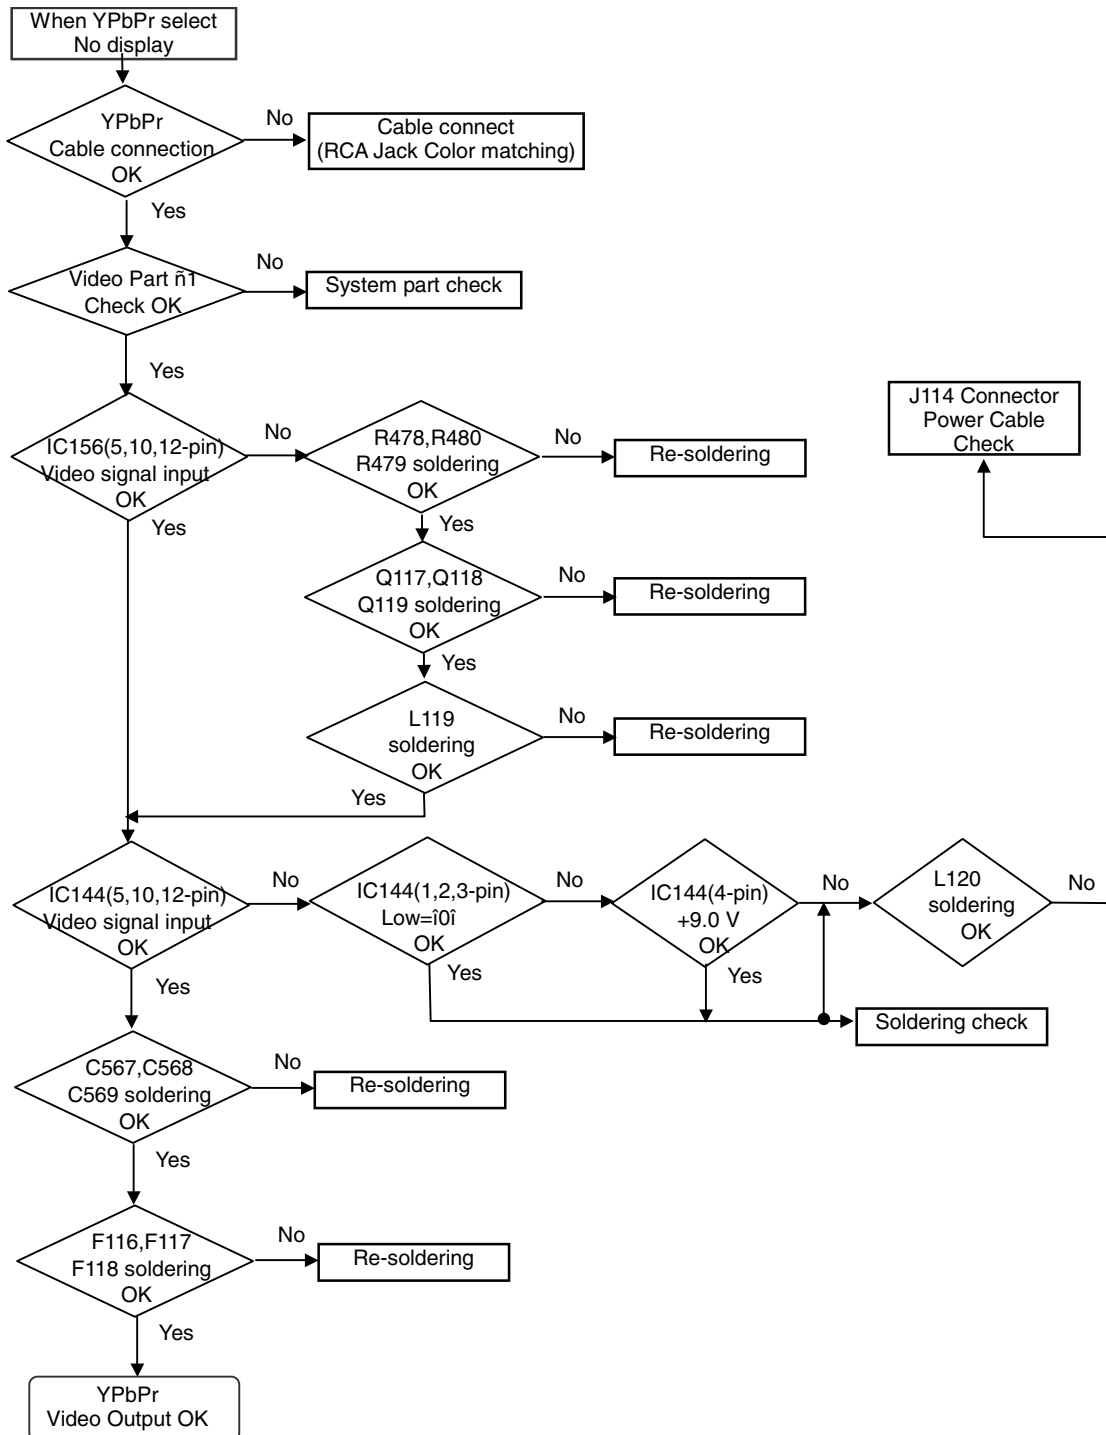 When YPbPr select
No display
YPbPr
Cable connection
OK
No
Cable connect
(RCA Jack Color matching)
Yes
Video Part ñ1
Check OK
No
System part check
Yes
IC156(5,10,12-pin)
Video signal input
OK
No
R478,R480
R479 soldering
OK
No
Re-soldering
J114 Connector
Power Cable
Check
Yes
Yes
Q117,Q118
Q119 soldering
OK
No
Re-soldering
Yes
L119
soldering
OK
No
Re-soldering
Yes
IC144(5,10,12-pin)
Video signal input
OK
No
IC144(1,2,3-pin)
Low=î0î
OK
No
IC144(4-pin)
+9.0 V
OK
No
L120
soldering
OK
No
Yes
Yes
Yes
Soldering check
C567,C568
C569 soldering
OK
No
Re-soldering
Yes
F116,F117
F118 soldering
OK
No
Re-soldering
Yes
YPbPr
Video Output OK